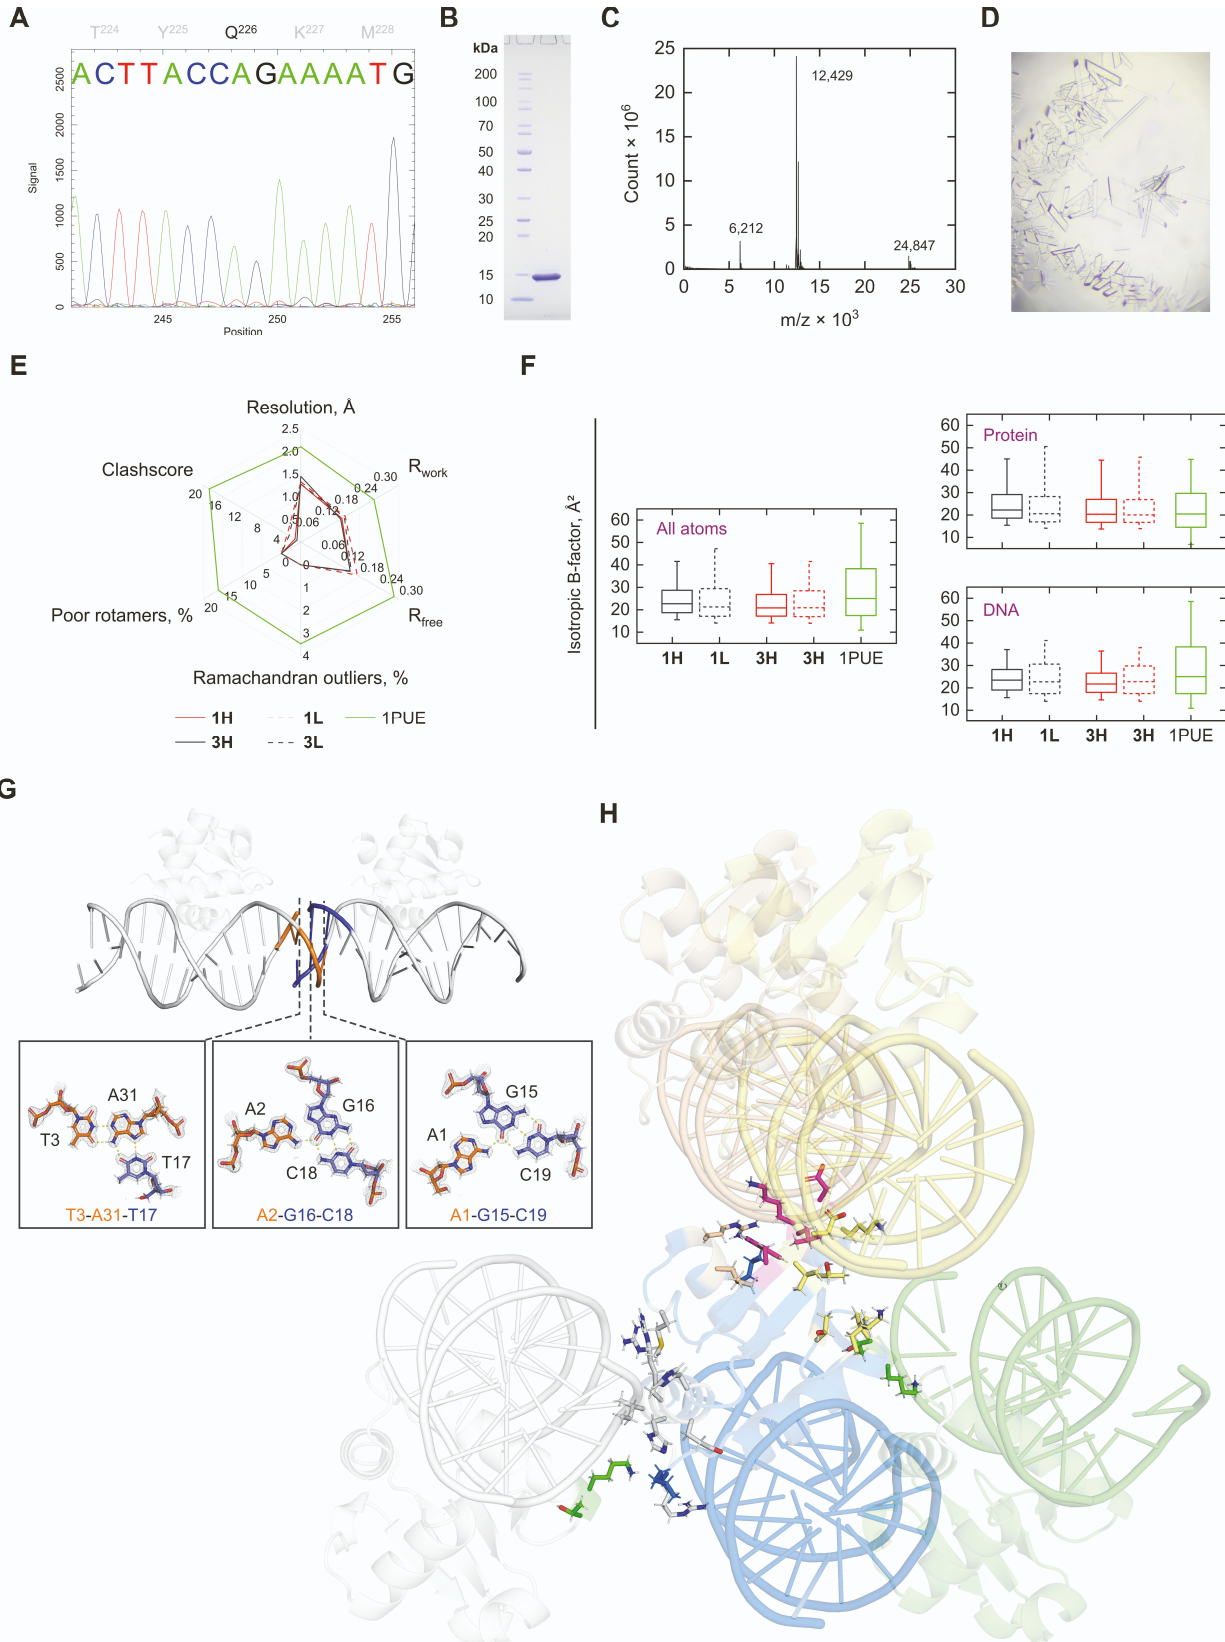 A
T224 Y225 Q226 K227 M228
ACTTACCAGAAAATG
2500
2000
1500
1000
500
0
Signal
245 250 255
Position
B
kDa
200
100
70
50
40
30
25
20
15
10
C
25
20
15
10
5
0
Count × 10⁶
12,429
6,212
24,847
0 5 10 15 20 25 30
m/z × 10³
D
E
Resolution, Å
2.5
2.0
1.5
1.0
0.5
Rwork
0.30
0.24
0.18
0.12
0.06
Rfree
0.06
0.12
0.18
0.24
0.30
Ramachandran outliers, %
0
1
2
3
4
Poor rotamers, %
20
15
10
5
0
Clashscore
20
16
12
8
4
1H 1L 1PUE
3H 3L
F
Isotropic B-factor, Å²
All atoms
60
50
40
30
20
10
1H 1L 3H 3H 1PUE
Protein
60
50
40
30
20
10
DNA
60
50
40
30
20
10
1H 1L 3H 3H 1PUE
G
A31
T3
T17
T3-A31-T17
A2
G16
C18
A2-G16-C18
G15
A1
C19
A1-G15-C19
H